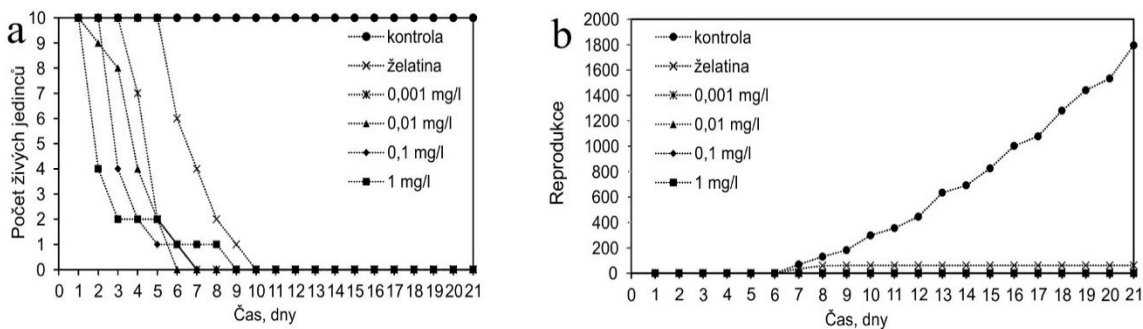 a
Počet živých jedinců
10
9
8
7
6
5
4
3
2
1
0
kontrola
želatina
0,001 mg/l
0,01 mg/l
0,1 mg/l
1 mg/l
0 1 2 3 4 5 6 7 8 9 10 11 12 13 14 15 16 17 18 19 20 21
Čas, dny
b
Reprodukce
2000
1800
1600
1400
1200
1000
800
600
400
200
0
kontrola
želatina
0,001 mg/l
0,01 mg/l
0,1 mg/l
1 mg/l
0 1 2 3 4 5 6 7 8 9 10 11 12 13 14 15 16 17 18 19 20 21
Čas, dny